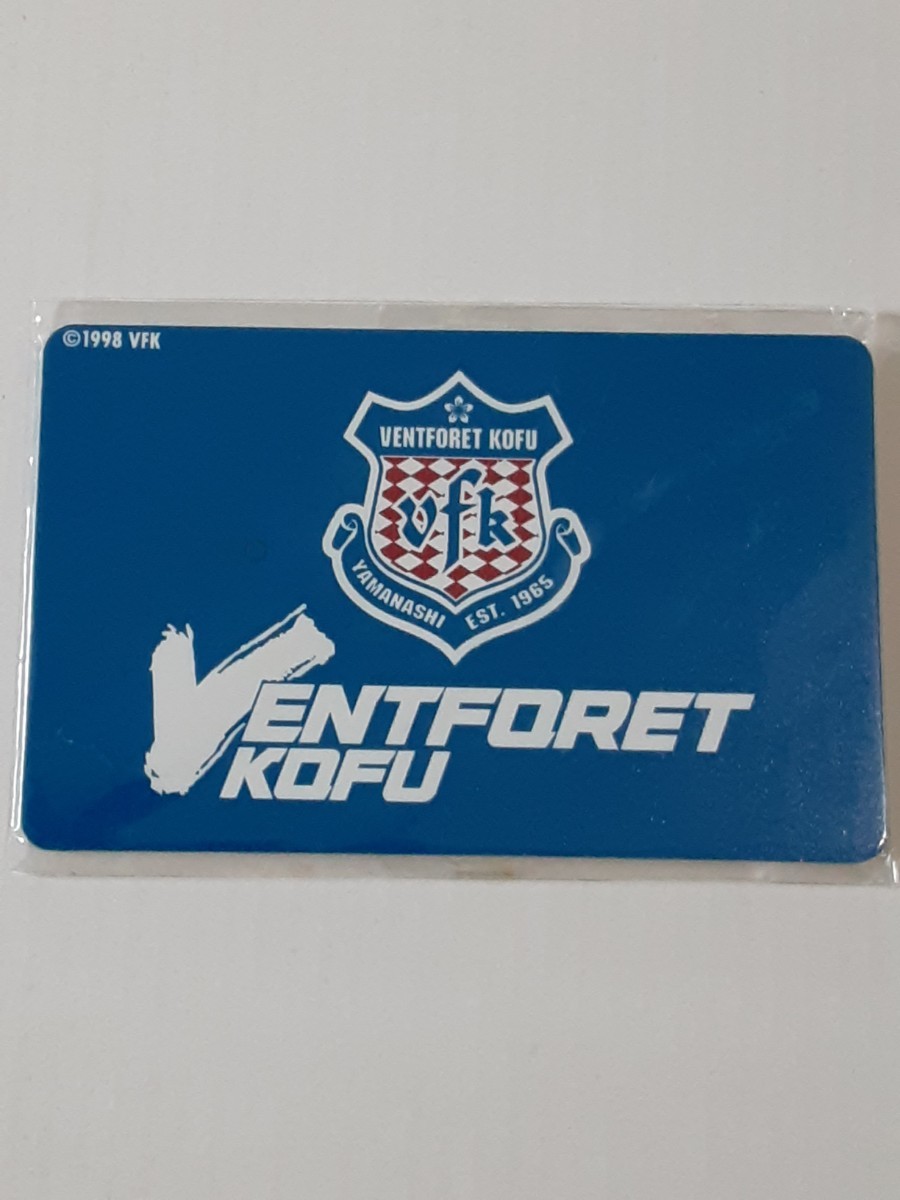 ©1998 VFK
VENTFORET KOFU
vfk
YAMANASHI EST. 1965
VENTFORET
KOFU